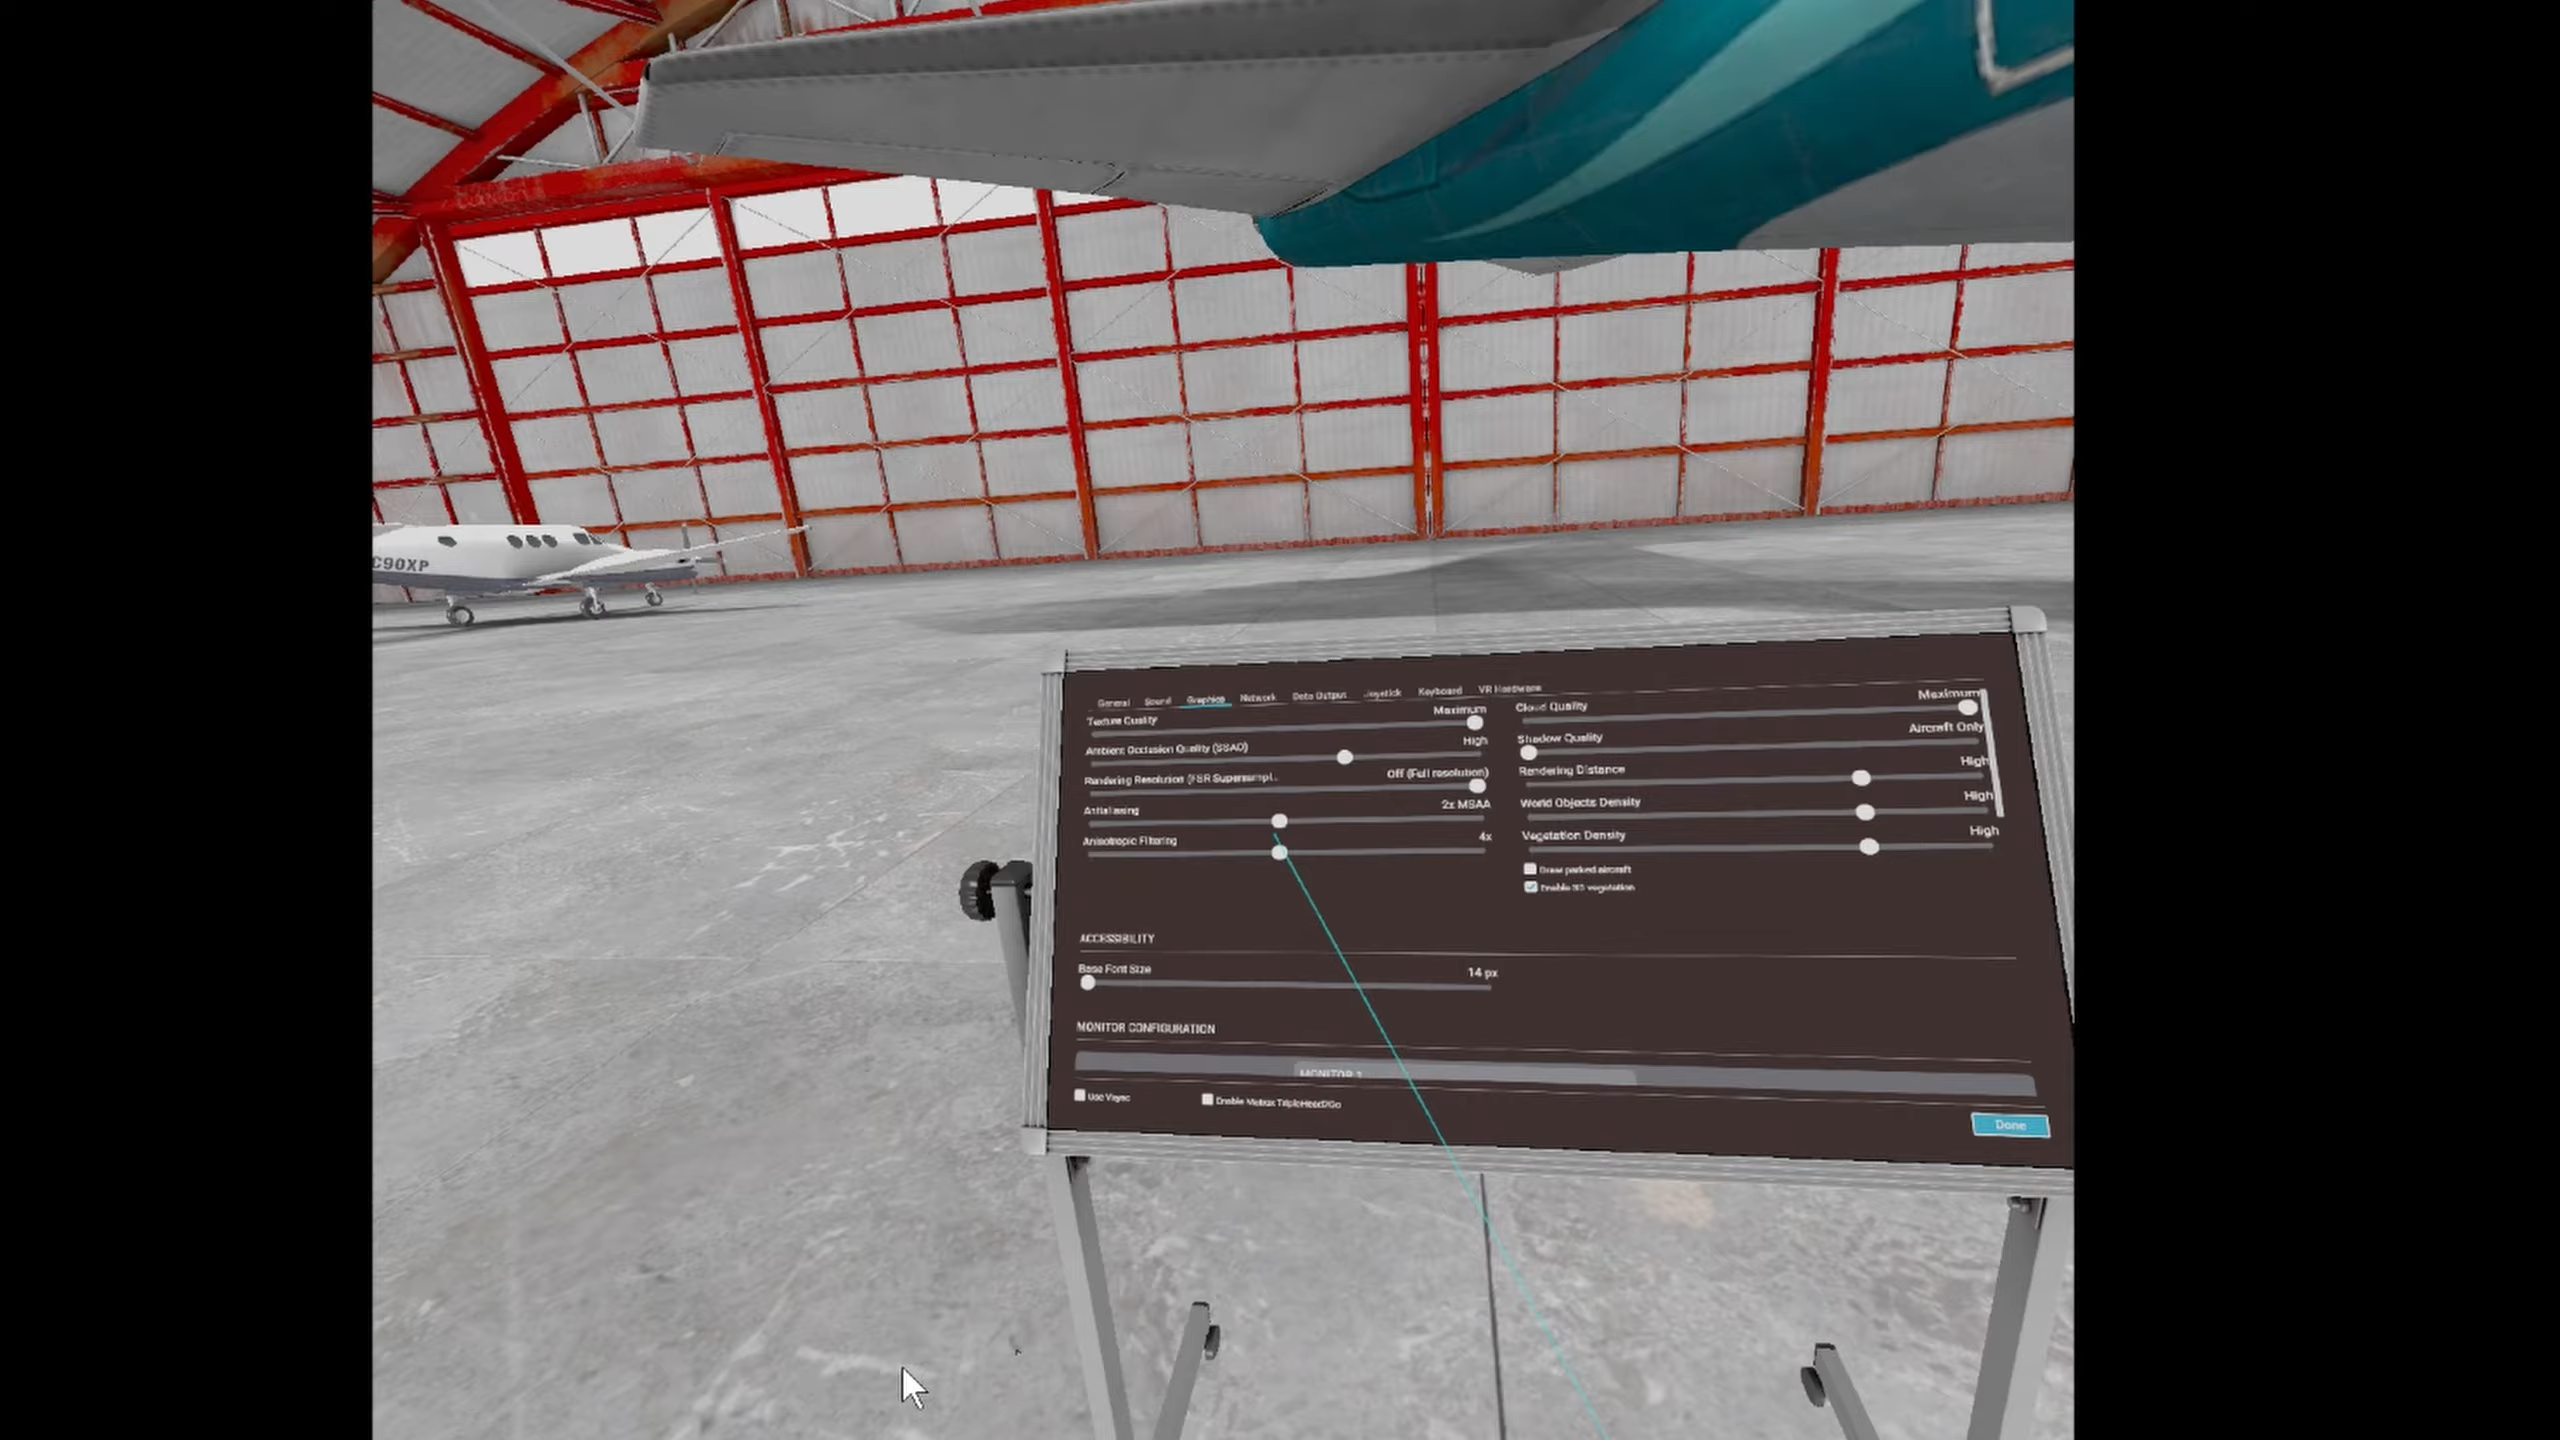 C90XP
General Sound Graphics Network Data Output Joystick Keyboard VR Hardware
Texture Quality Maximum
Ambient Occlusion Quality (SSAO) High
Rendering Resolution (FSR Supersampl.. Off (Full resolution)
Antialiasing 2x MSAA
Anisotropic Filtering 4x
Cloud Quality Maximum
Shadow Quality Aircraft Only
Rendering Distance High
World Objects Density High
Vegetation Density High
Draw parked aircraft
Enable 3D vegetation
ACCESSIBILITY
Base Font Size 14 px
MONITOR CONFIGURATION
MONITOR
Use Vsync Enable Matrox TripleHead2Go
Done